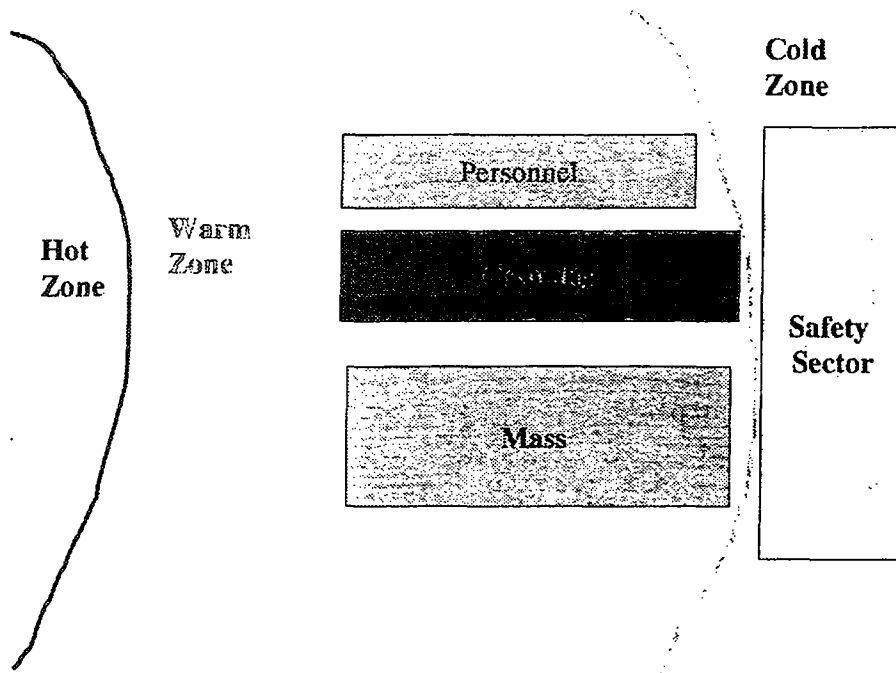 Cold
Zone
Personnel
Warm
Zone
Hot
Zone
Safety
Sector
Mass